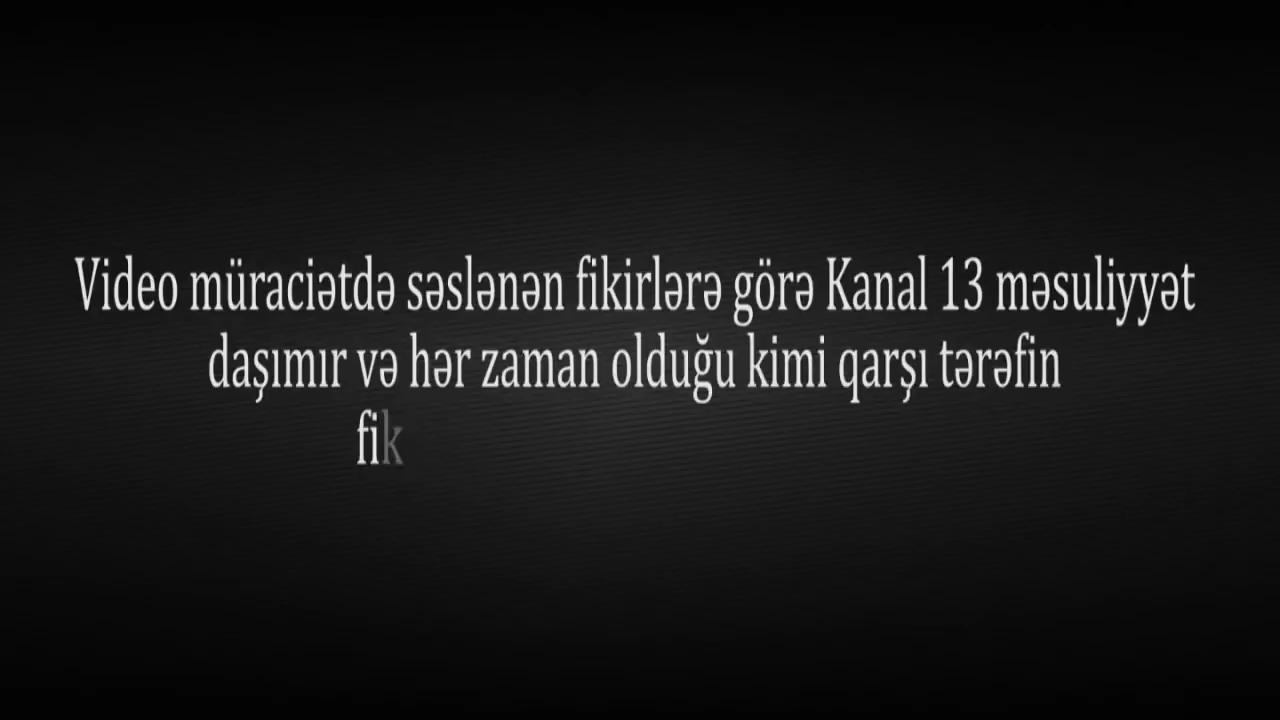 Video müraciətdə səslənən fikirlərə görə Kanal 13 məsuliyyət
daşımır və hər zaman olduğu kimi qarşı tərəfin
fik